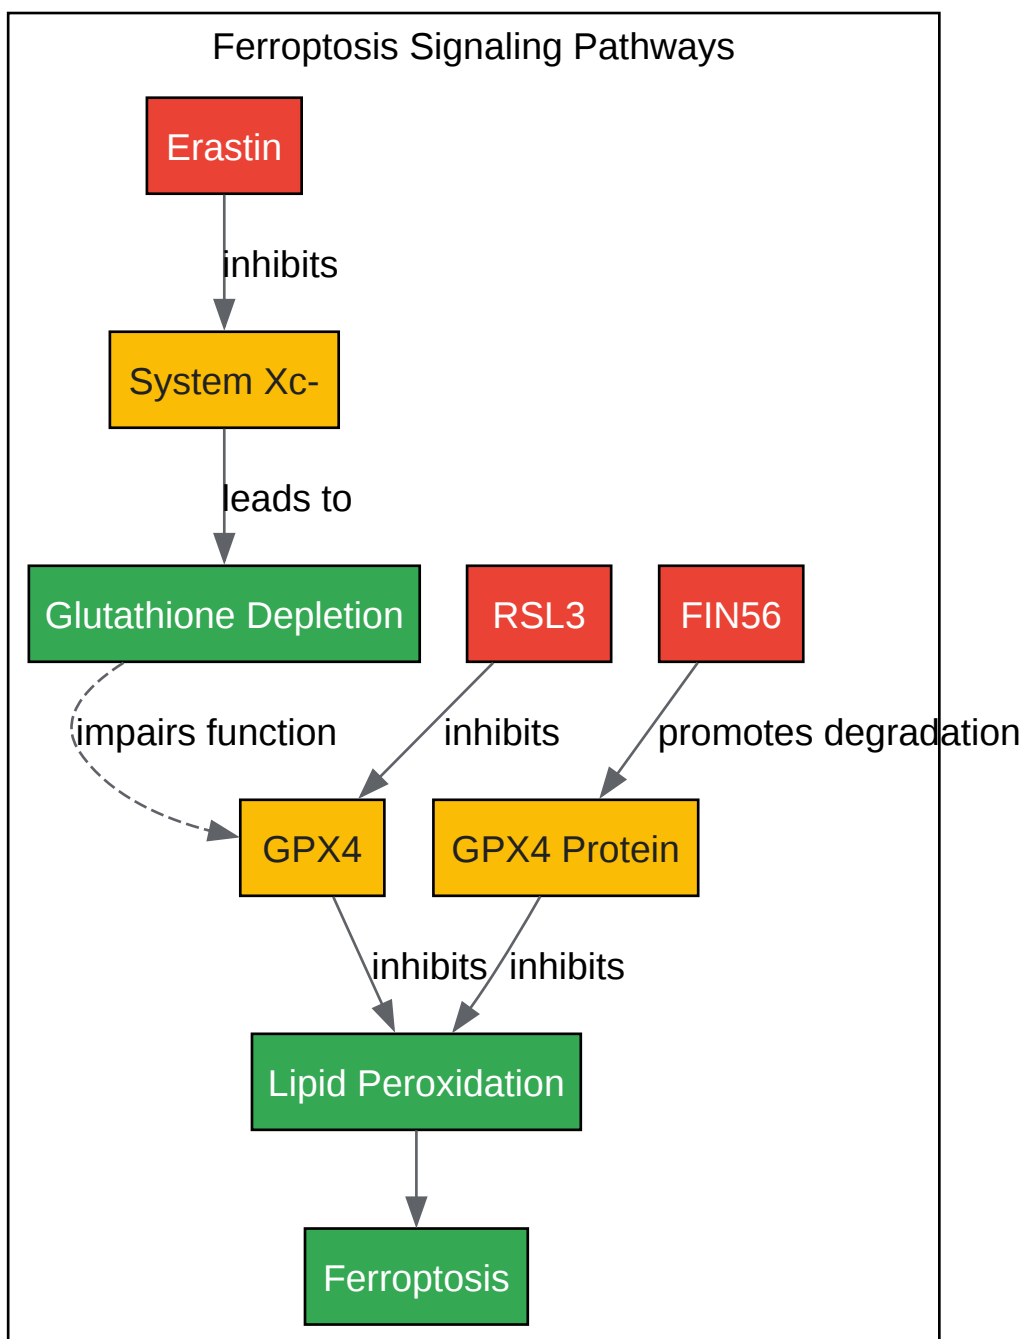 Ferroptosis Signaling Pathways
Erastin
inhibits
System Xc-
leads to
Glutathione Depletion
RSL3
FIN56
impairs function
inhibits
promotes degradation
GPX4
GPX4 Protein
inhibits
inhibits
Lipid Peroxidation
Ferroptosis